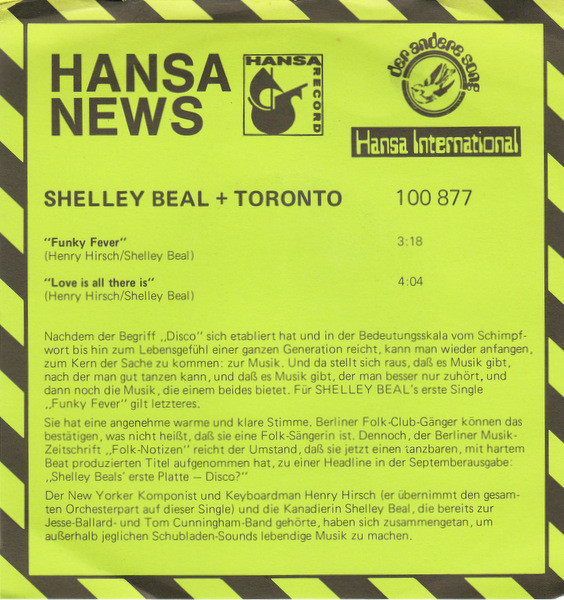 HANSA
NEWS
HANSA
RECORD
der andere song
Hansa International
SHELLEY BEAL + TORONTO 100 877
“Funky Fever” 3:18
(Henry Hirsch/Shelley Beal)
“Love is all there is” 4:04
(Henry Hirsch/Shelley Beal)
Nachdem der Begriff „Disco” sich etabliert hat und in der Bedeutungsskala vom Schimpf-
wort bis hin zum Lebensgefühl einer ganzen Generation reicht, kann man wieder anfangen,
zum Kern der Sache zu kommen: zur Musik. Und da stellt sich raus, daß es Musik gibt,
nach der man gut tanzen kann, und daß es Musik gibt, der man besser nur zuhört, und
dann noch die Musik, die einem beides bietet. Für SHELLEY BEAL's erste Single
„Funky Fever” gilt letzteres.
Sie hat eine angenehme warme und klare Stimme. Berliner Folk-Club-Gänger können das
bestätigen, was nicht heißt, daß sie eine Folk-Sängerin ist. Dennoch, der Berliner Musik-
Zeitschrift „Folk-Notizen” reicht der Umstand, daß sie jetzt einen tanzbaren, mit hartem
Beat produzierten Titel aufgenommen hat, zu einer Headline in der Septemberausgabe:
„Shelley Beals' erste Platte — Disco?”
Der New Yorker Komponist und Keyboardman Henry Hirsch (er übernimmt den gesam-
ten Orchesterpart auf dieser Single) und die Kanadierin Shelley Beal, die bereits zur
Jesse-Ballard- und Tom Cunningham-Band gehörte, haben sich zusammengetan, um
außerhalb jeglichen Schubladen-Sounds lebendige Musik zu machen.